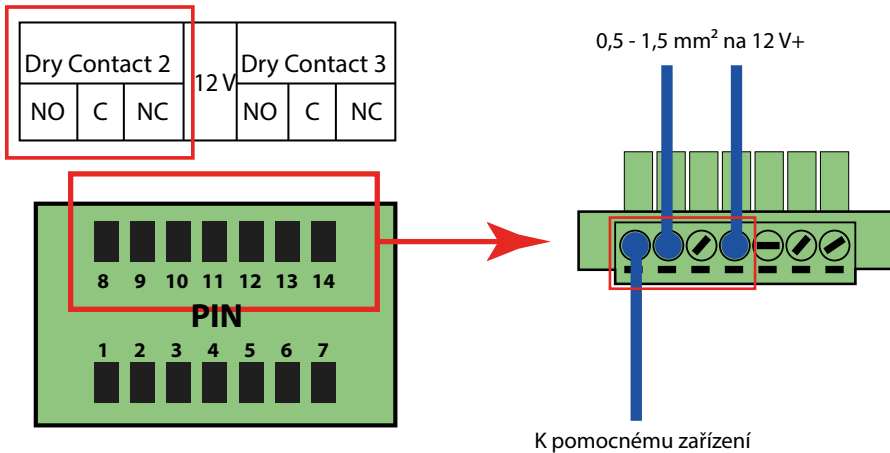 0,5 - 1,5 mm² na 12 V+
Dry Contact 2 12 V Dry Contact 3
NO C NC NO C NC
8 9 10 11 12 13 14
PIN
1 2 3 4 5 6 7
K pomocnému zařízení